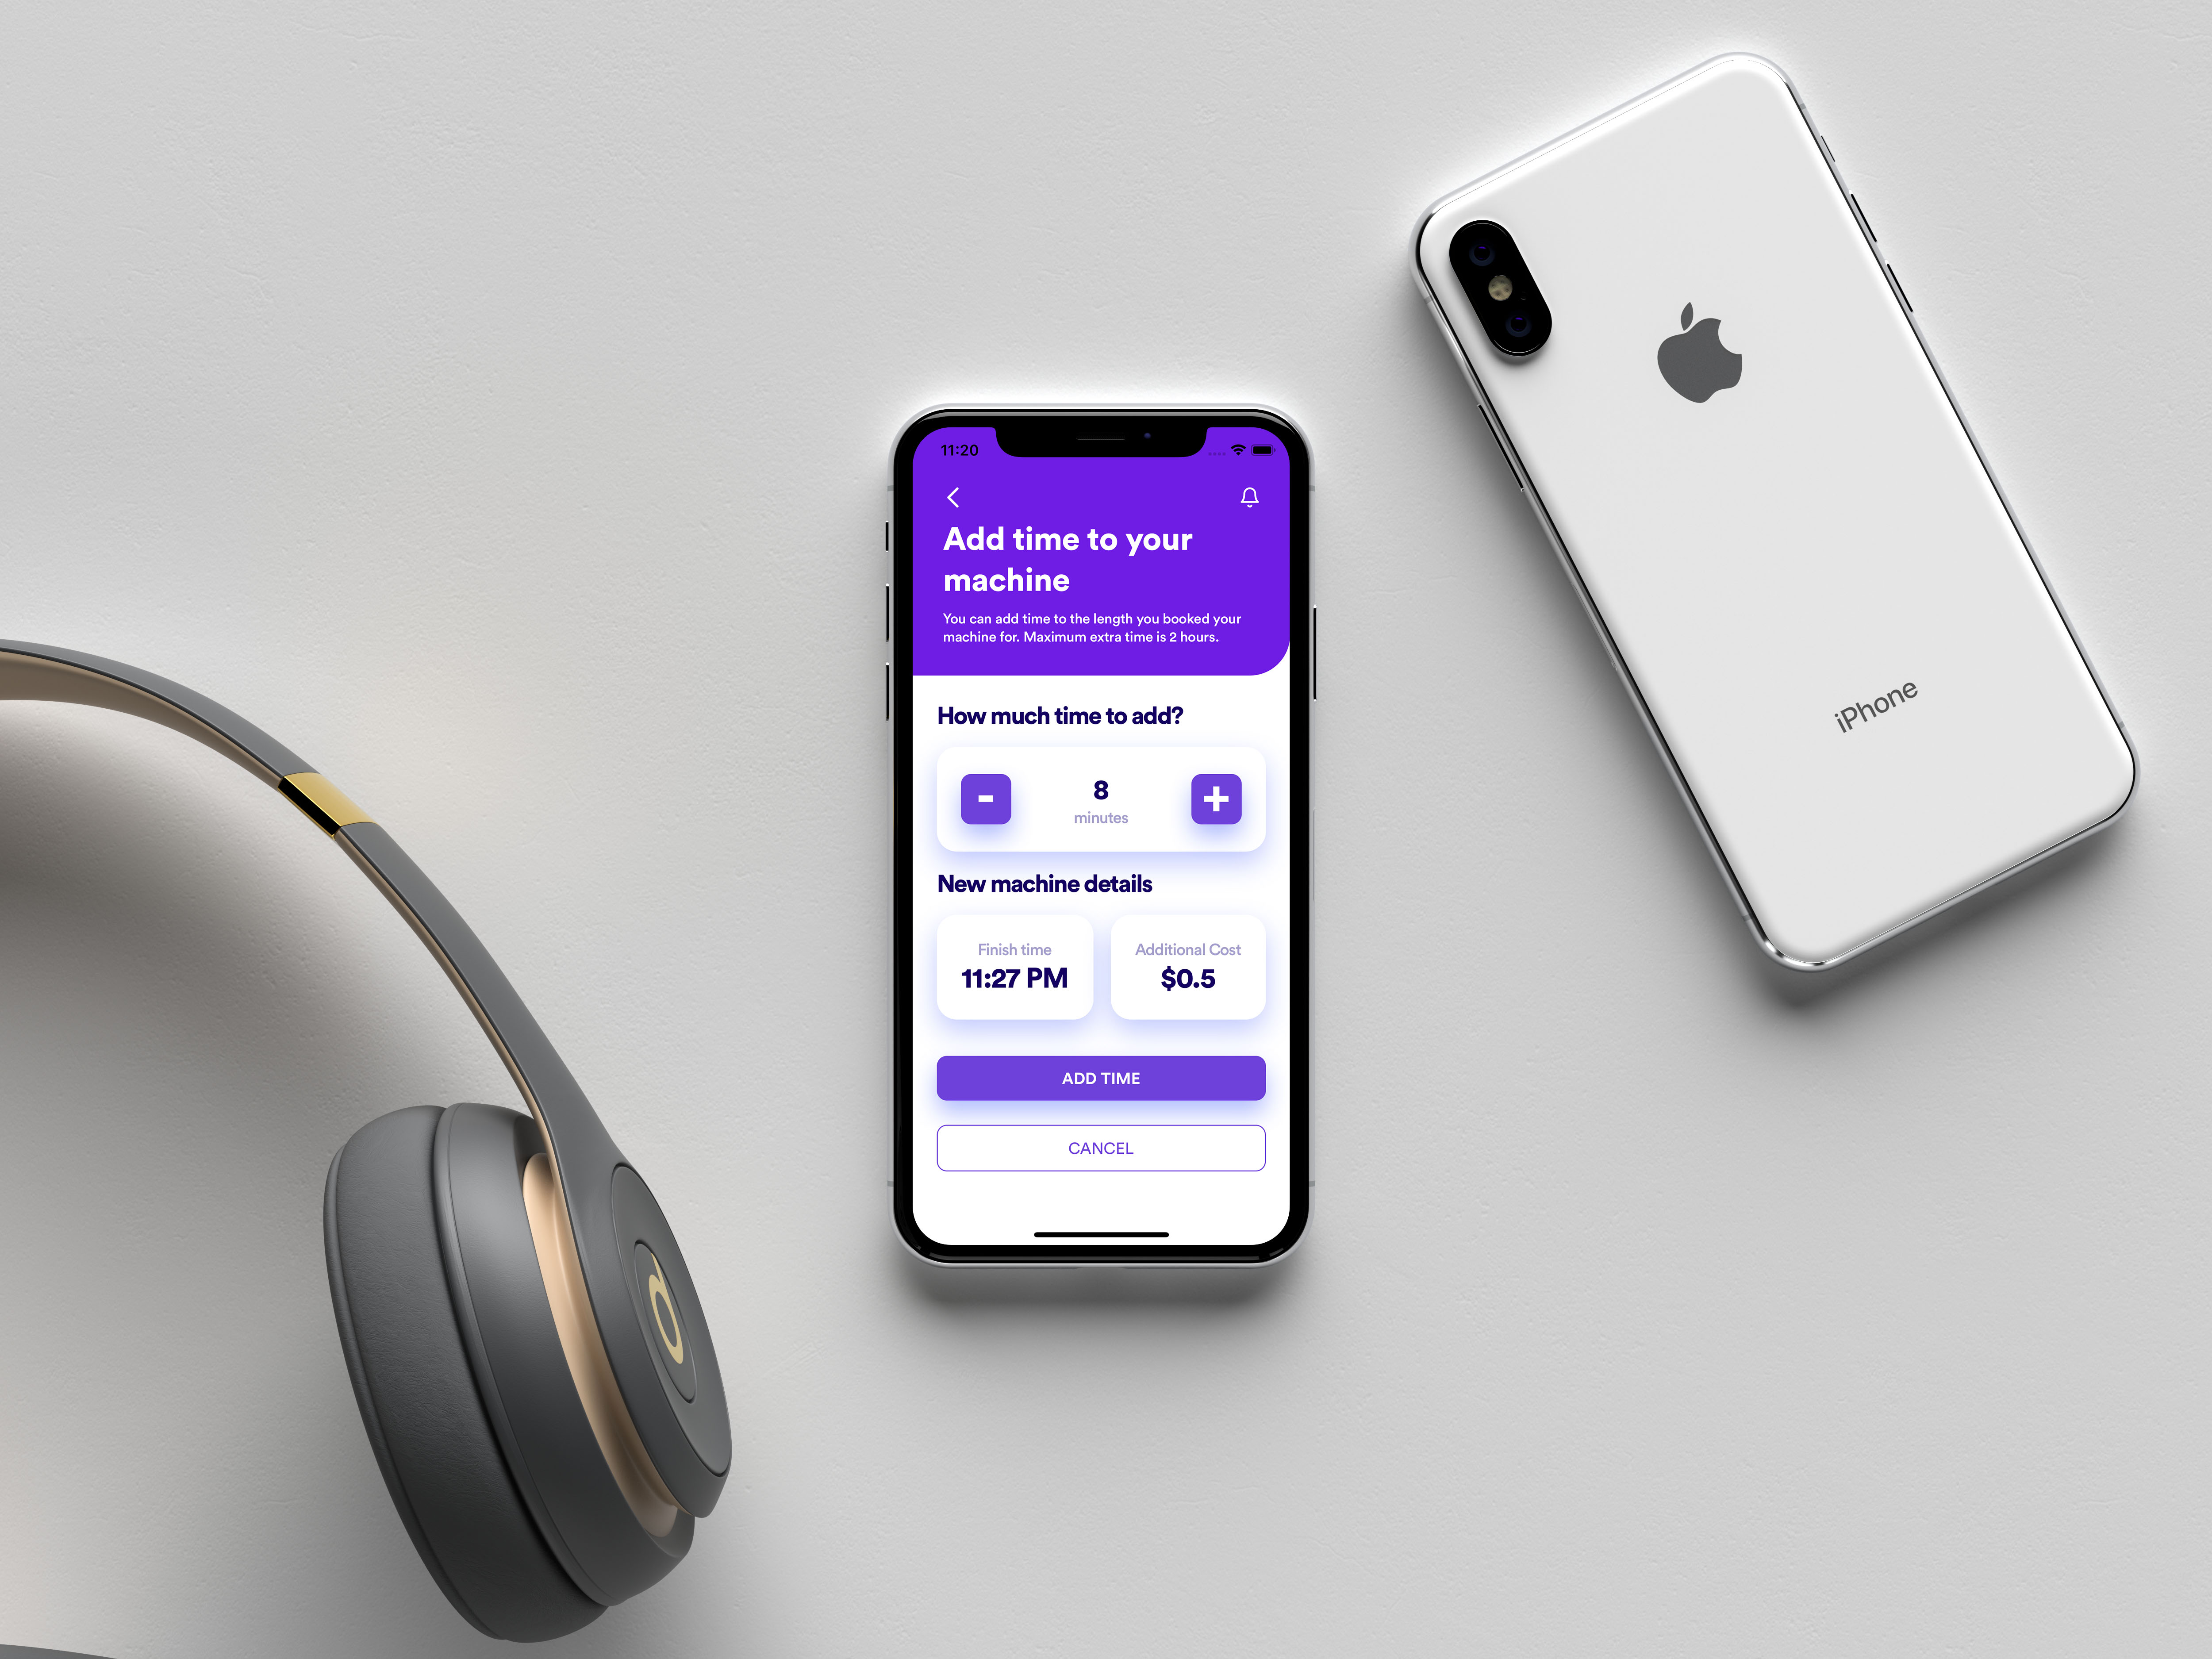 11:20
Add time to your
machine
You can add time to the length you booked your
machine for. Maximum extra time is 2 hours.
How much time to add?
-
8
+
minutes
New machine details
Finish time
Additional Cost
11:27 PM
$0.5
ADD TIME
CANCEL
iPhone